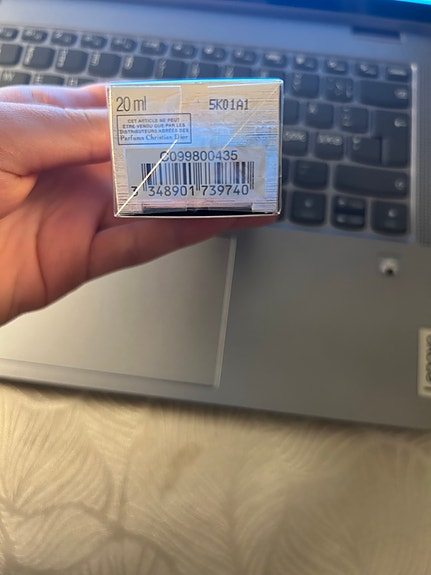 20 ml
5K01A1
CET ARTICLE NE PEUT
ÊTRE VENDU QUE PAR LES
DISTRIBUTEURS AGRÉÉS DES
Parfums Christian Dior
C099800435
3 348901 739740
Lenovo